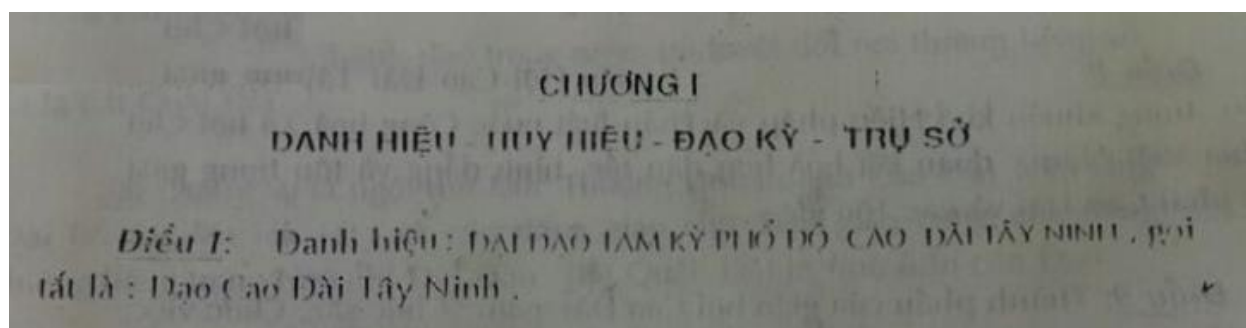 CHƯƠNG I
DANH HIỆU - HUY HIỆU - ĐẠO KỲ - TRỤ SỞ
Điều 1: Danh hiệu : ĐẠI ĐẠO TAM KỲ PHỔ ĐỘ CAO ĐÀI TÂY NINH , gọi
tắt là : Đạo Cao Đài Tây Ninh .